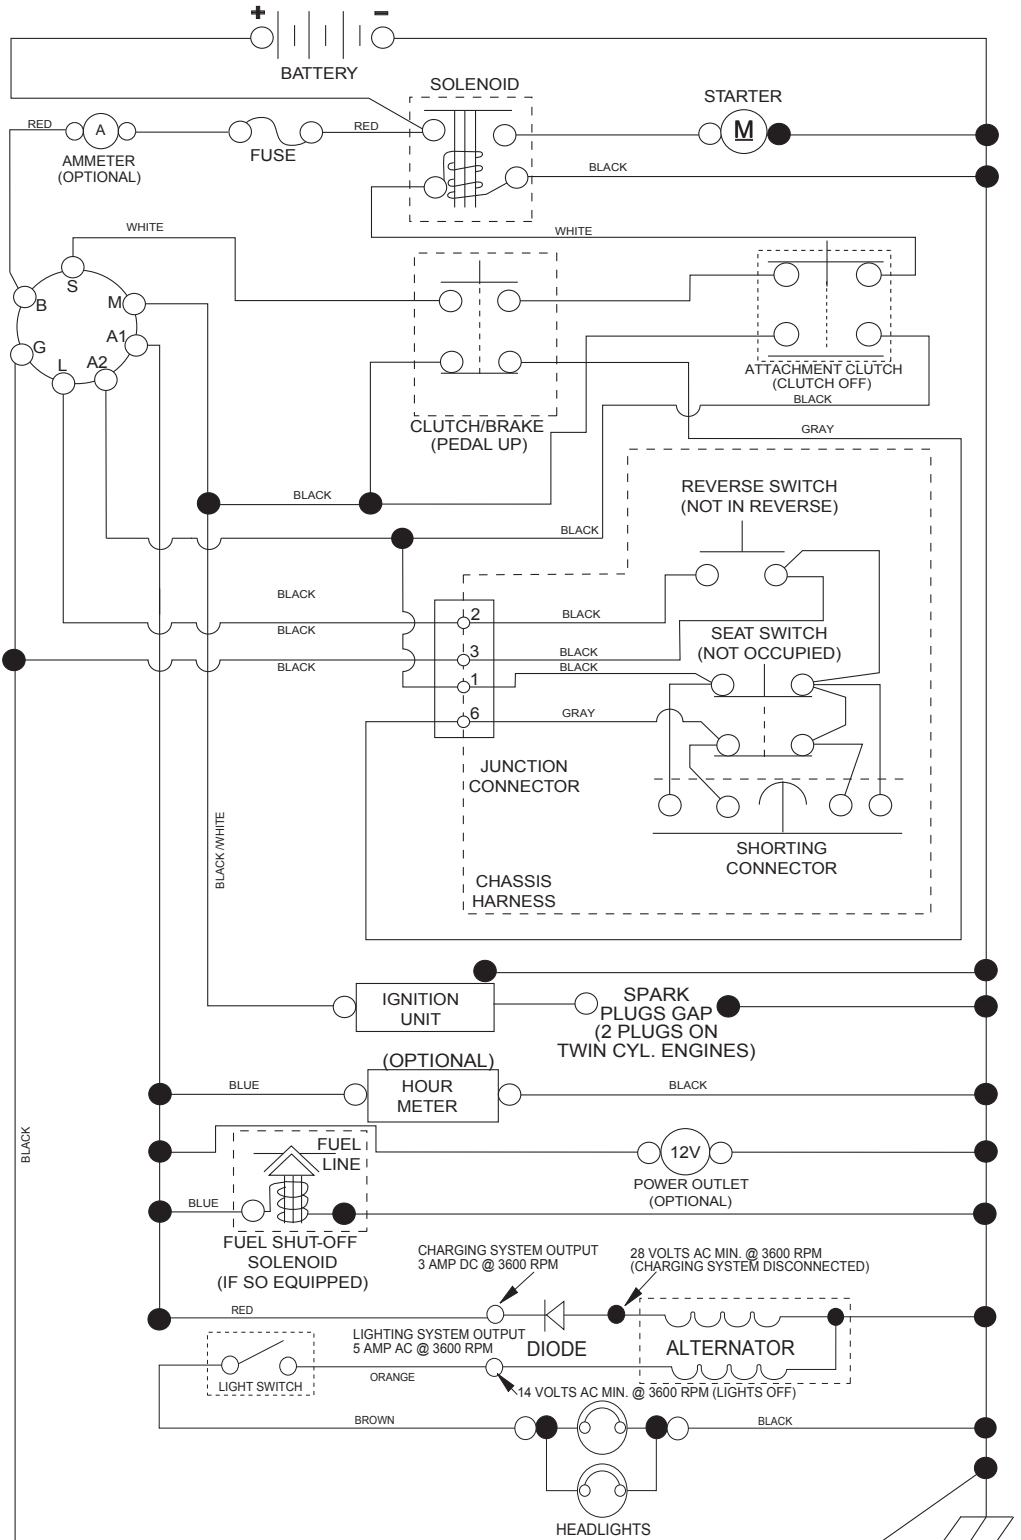 + −
BATTERY
SOLENOID
STARTER
RED
A
AMMETER
(OPTIONAL)
FUSE
RED
M
BLACK
WHITE
WHITE
S
B
M
A1
G
L
A2
ATTACHMENT CLUTCH
(CLUTCH OFF)
BLACK
CLUTCH/BRAKE
(PEDAL UP)
GRAY
BLACK
REVERSE SWITCH
(NOT IN REVERSE)
BLACK
BLACK
2
BLACK
BLACK
SEAT SWITCH
(NOT OCCUPIED)
3
BLACK
BLACK
BLACK
1
6
GRAY
JUNCTION
CONNECTOR
SHORTING
CONNECTOR
BLACK/WHITE
CHASSIS
HARNESS
IGNITION
UNIT
SPARK
PLUGS GAP
(2 PLUGS ON
TWIN CYL. ENGINES)
(OPTIONAL)
BLUE
HOUR
METER
BLACK
BLACK
FUEL
LINE
12V
POWER OUTLET
(OPTIONAL)
BLUE
FUEL SHUT-OFF
SOLENOID
(IF SO EQUIPPED)
CHARGING SYSTEM OUTPUT
3 AMP DC @ 3600 RPM
28 VOLTS AC MIN. @ 3600 RPM
(CHARGING SYSTEM DISCONNECTED)
RED
LIGHTING SYSTEM OUTPUT
5 AMP AC @ 3600 RPM
DIODE
ALTERNATOR
LIGHT SWITCH
ORANGE
14 VOLTS AC MIN. @ 3600 RPM (LIGHTS OFF)
BROWN
BLACK
HEADLIGHTS